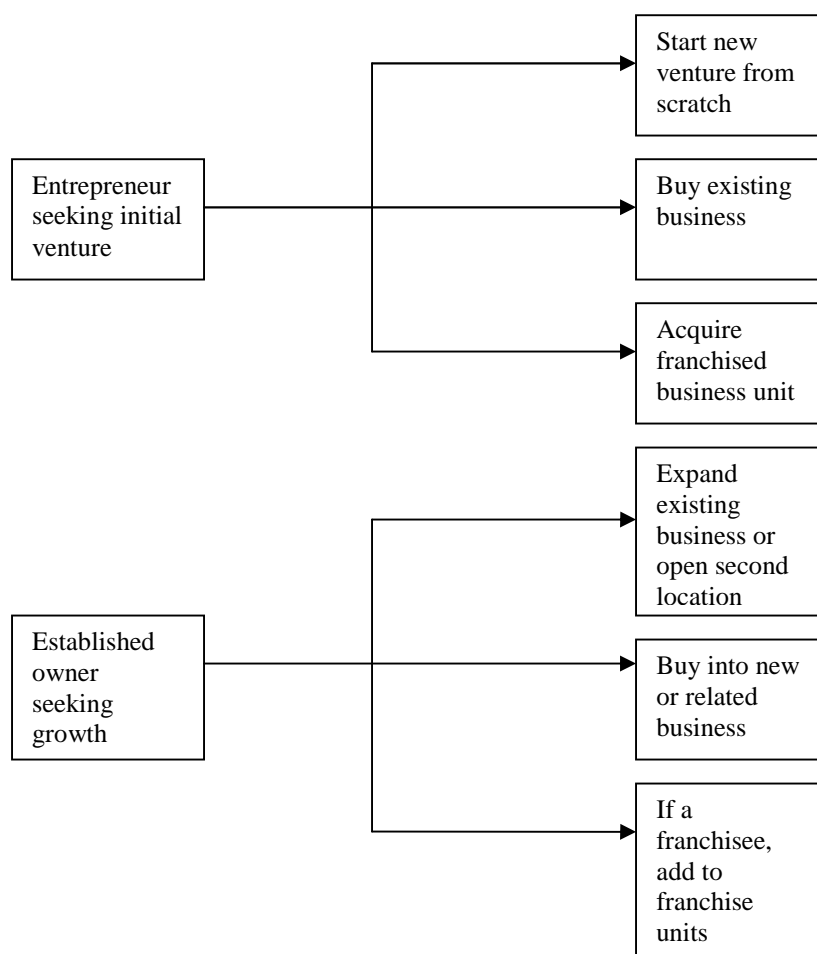 Start new
venture from
scratch
Entrepreneur
seeking initial
venture
Buy existing
business
Acquire
franchised
business unit
Expand
existing
business or
open second
location
Established
owner
seeking
growth
Buy into new
or related
business
If a
franchisee,
add to
franchise
units